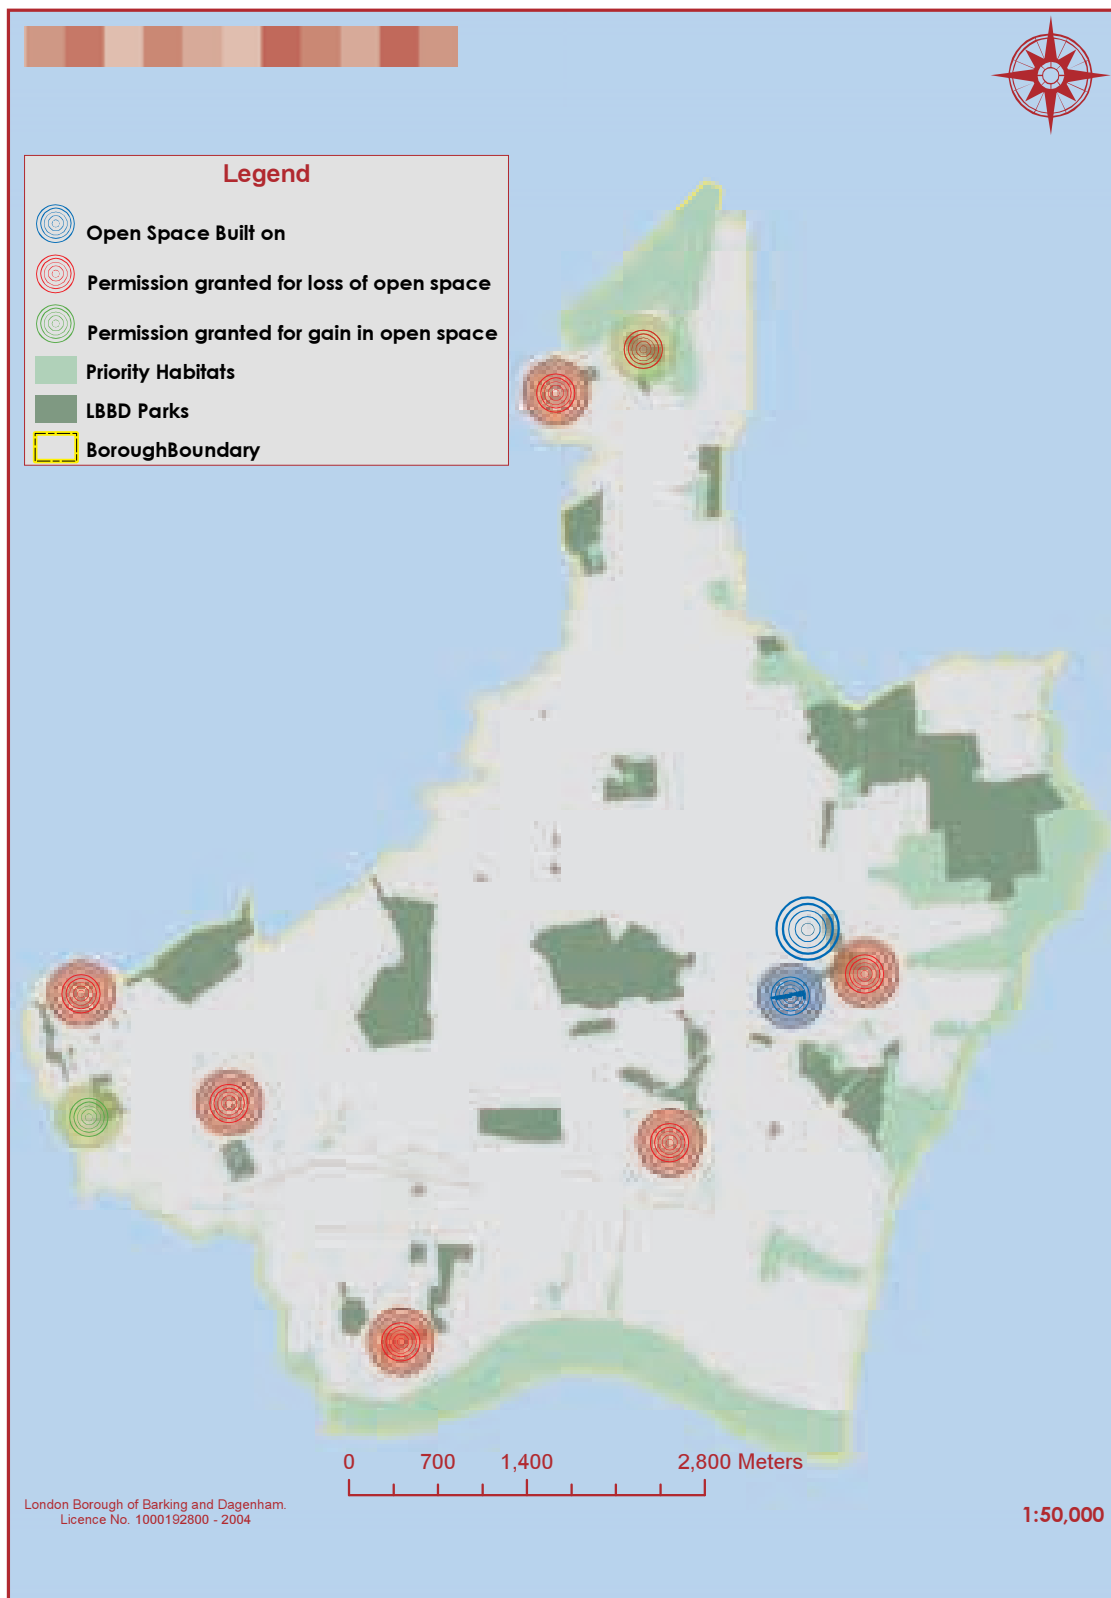 Legend
Open Space Built on
Permission granted for loss of open space
Permission granted for gain in open space
Priority Habitats
LBBD Parks
BoroughBoundary
0 700 1,400 2,800 Meters
London Borough of Barking and Dagenham.
Licence No. 1000192800 - 2004
1:50,000